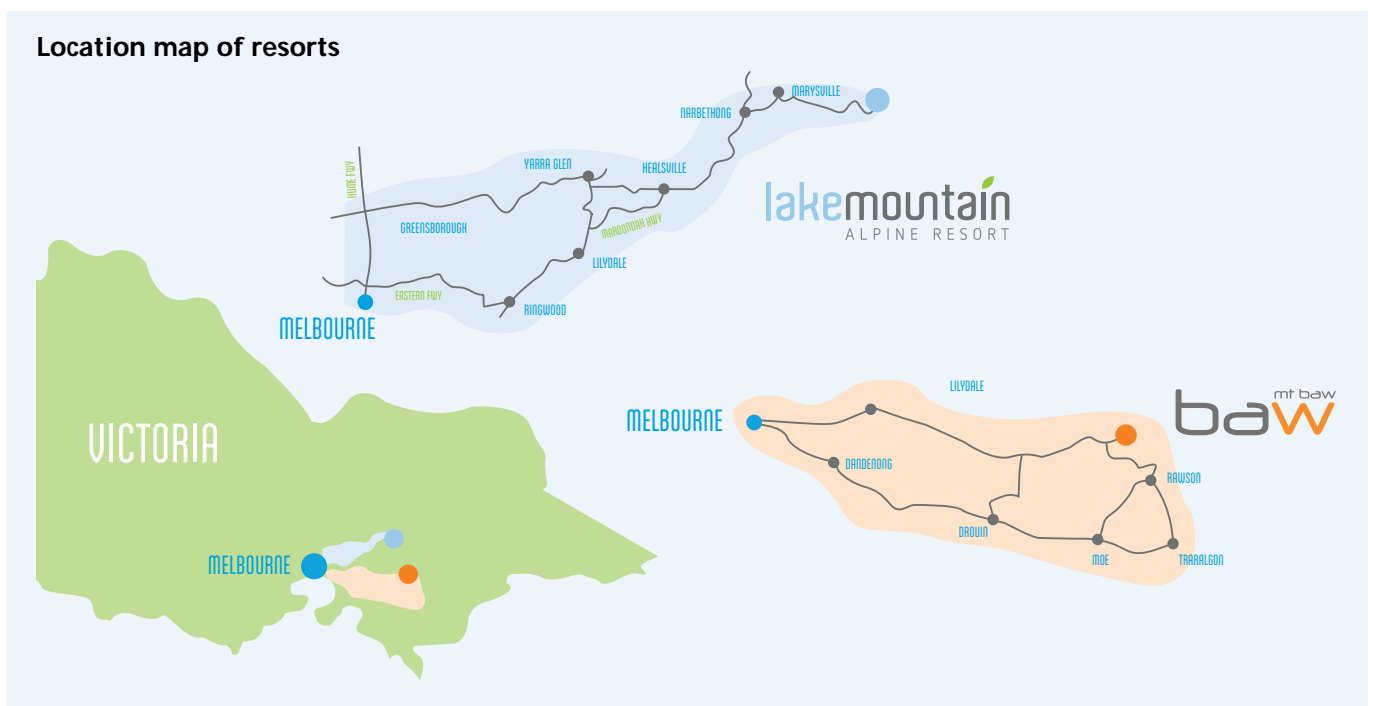 Location map of resorts
MARYSVILLE
NARBETHONG
YARRA GLEN
HEALSVILLE
HUME FWY
lakemountain
ALPINE RESORT
GREENSBOROUGH
MAROONDAH HWY
LILYDALE
EASTERN FWY
RINGWOOD
MELBOURNE
LILYDALE
mt baw
baw
MELBOURNE
VICTORIA
DANDENONG
RAWSON
DROUIN
MOE
TRARALGON
MELBOURNE